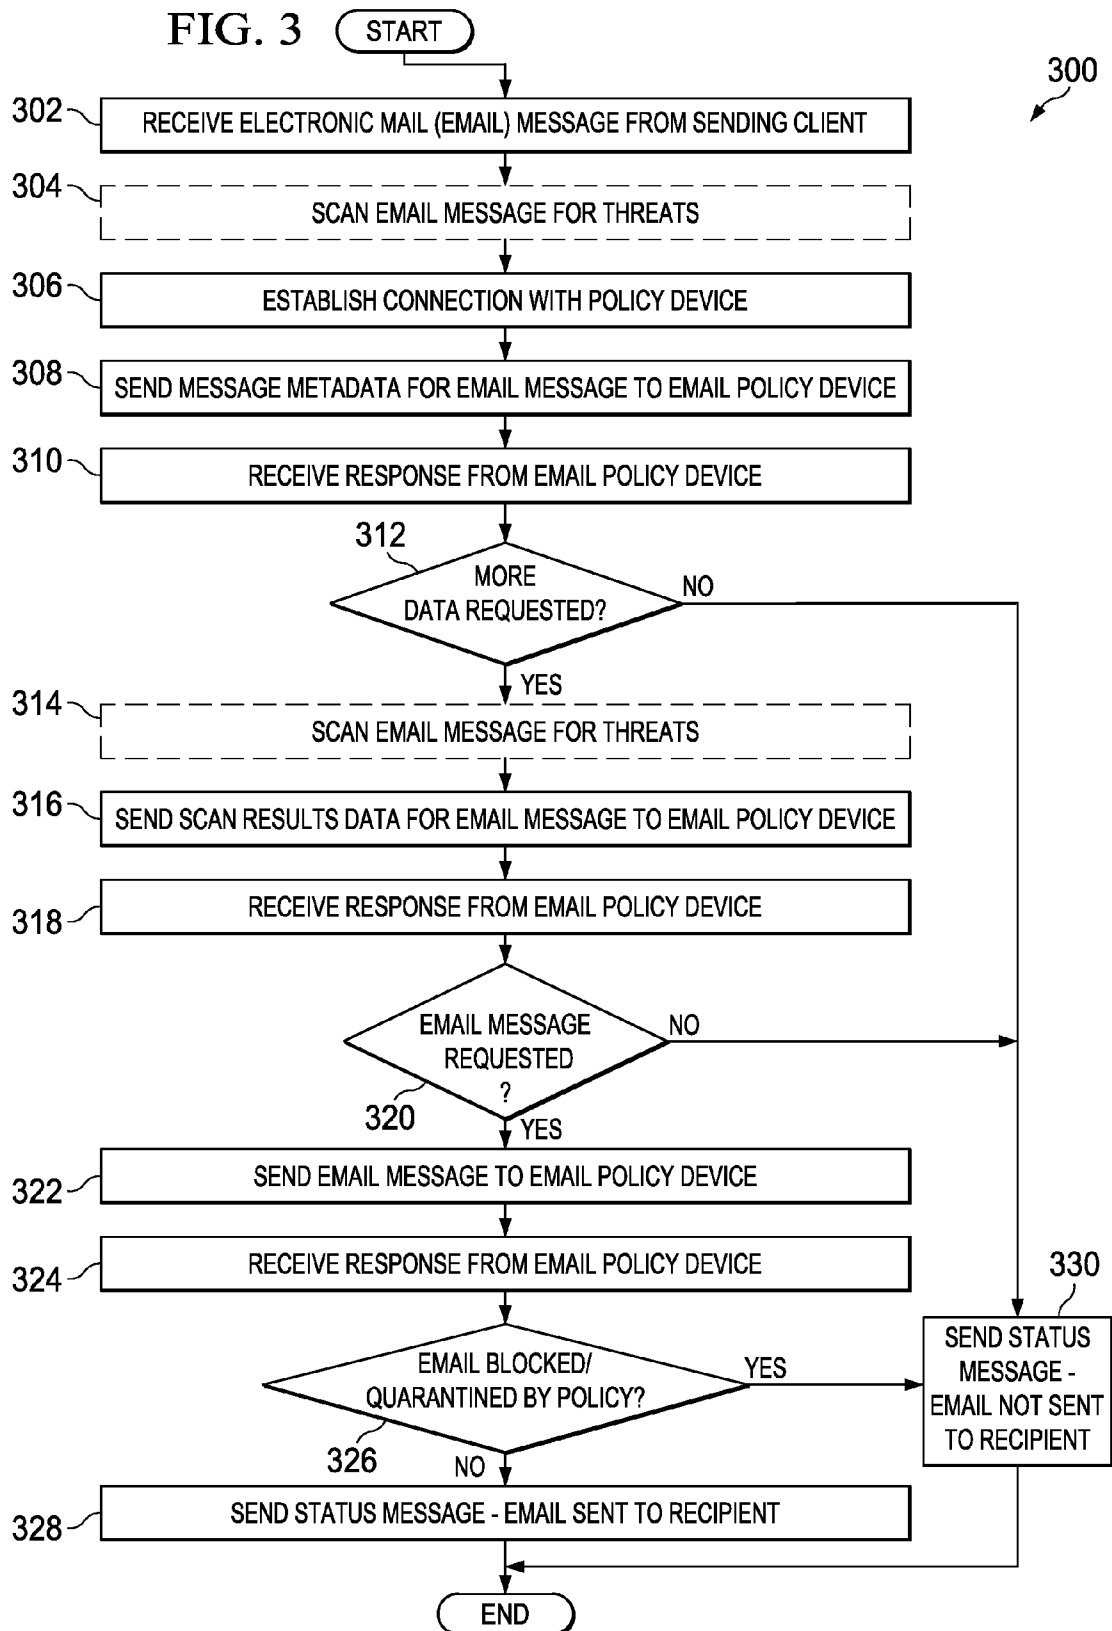 FIG. 3
START
300
302
RECEIVE ELECTRONIC MAIL (EMAIL) MESSAGE FROM SENDING CLIENT
304
SCAN EMAIL MESSAGE FOR THREATS
306
ESTABLISH CONNECTION WITH POLICY DEVICE
308
SEND MESSAGE METADATA FOR EMAIL MESSAGE TO EMAIL POLICY DEVICE
310
RECEIVE RESPONSE FROM EMAIL POLICY DEVICE
312
MORE
DATA REQUESTED?
NO
YES
314
SCAN EMAIL MESSAGE FOR THREATS
316
SEND SCAN RESULTS DATA FOR EMAIL MESSAGE TO EMAIL POLICY DEVICE
318
RECEIVE RESPONSE FROM EMAIL POLICY DEVICE
EMAIL MESSAGE
REQUESTED
?
NO
320
YES
322
SEND EMAIL MESSAGE TO EMAIL POLICY DEVICE
324
RECEIVE RESPONSE FROM EMAIL POLICY DEVICE
330
SEND STATUS
MESSAGE -
EMAIL NOT SENT
TO RECIPIENT
EMAIL BLOCKED/
QUARANTINED BY POLICY?
YES
326
NO
328
SEND STATUS MESSAGE - EMAIL SENT TO RECIPIENT
END